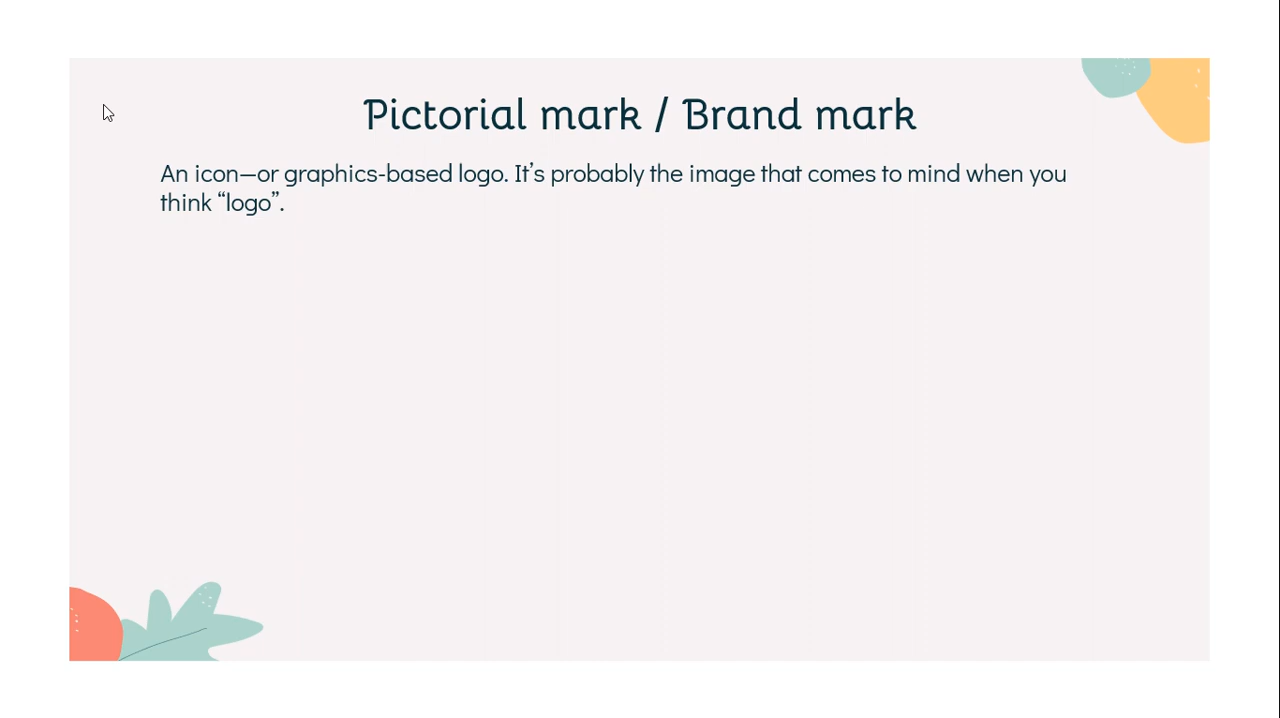 Pictorial mark / Brand mark
An icon—or graphics-based logo. It’s probably the image that comes to mind when you
think “logo”.